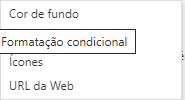 Cor de fundo
Formatação condicional
Ícones
URL da Web